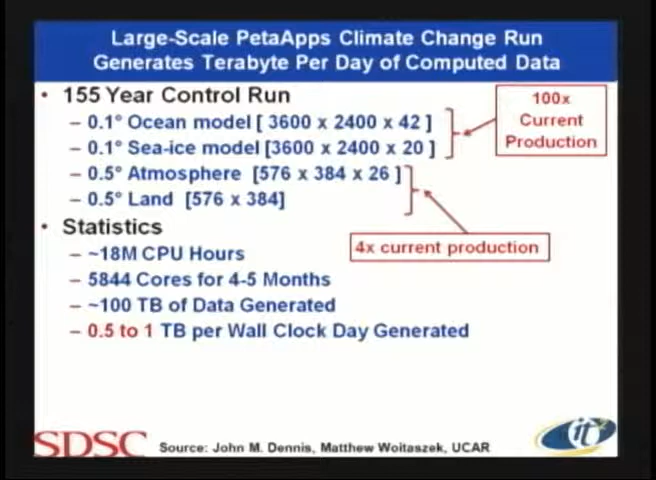 Large-Scale PetaApps Climate Change Run
Generates Terabyte Per Day of Computed Data
• 155 Year Control Run
– 0.1° Ocean model [ 3600 x 2400 x 42 ]
– 0.1° Sea-ice model [3600 x 2400 x 20 ]
– 0.5° Atmosphere [576 x 384 x 26 ]
– 0.5° Land [576 x 384]
100x
Current
Production
4x current production
• Statistics
– ~18M CPU Hours
– 5844 Cores for 4-5 Months
– ~100 TB of Data Generated
– 0.5 to 1 TB per Wall Clock Day Generated
SDSC
Source: John M. Dennis, Matthew Woitaszek, UCAR
it